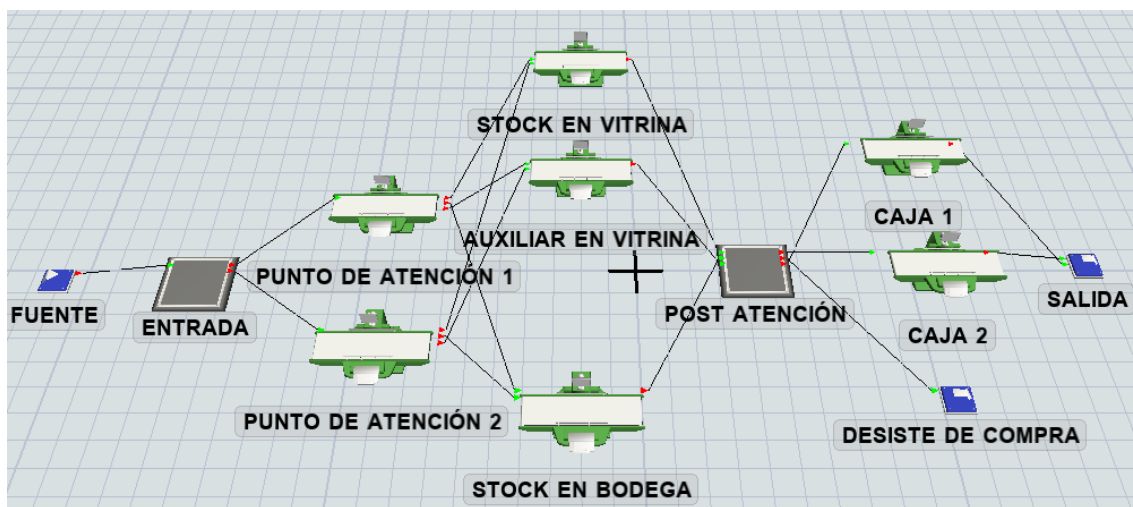 STOCK EN VITRINA
CAJA 1
AUXILIAR EN VITRINA
PUNTO DE ATENCIÓN 1
FUENTE
ENTRADA
POST ATENCIÓN
SALIDA
CAJA 2
PUNTO DE ATENCIÓN 2
DESISTE DE COMPRA
STOCK EN BODEGA